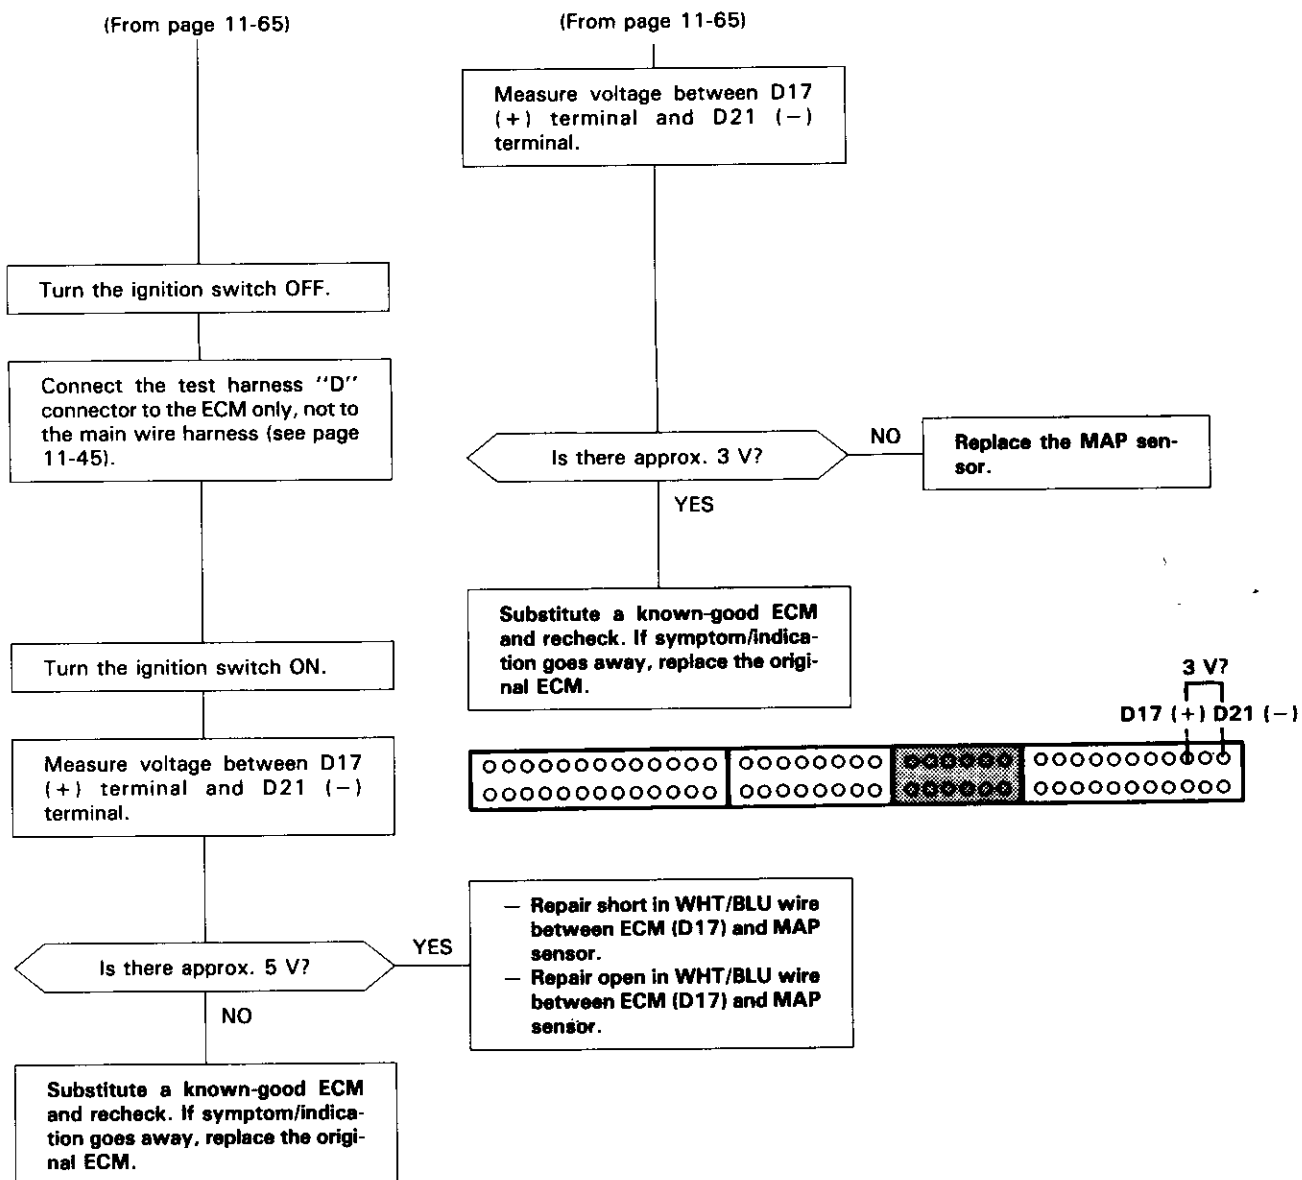 (From page 11-65)
Turn the ignition switch OFF.
Connect the test harness "D"
connector to the ECM only, not to
the main wire harness (see page
11-45).
Turn the ignition switch ON.
Measure voltage between D17
(+) terminal and D21 (−)
terminal.
Is there approx. 5 V?
YES
— Repair short in WHT/BLU wire
between ECM (D17) and MAP
sensor.
— Repair open in WHT/BLU wire
between ECM (D17) and MAP
sensor.
NO
Substitute a known-good ECM
and recheck. If symptom/indica-
tion goes away, replace the origi-
nal ECM.
(From page 11-65)
Measure voltage between D17
(+) terminal and D21 (−)
terminal.
Is there approx. 3 V?
NO
Replace the MAP sen-
sor.
YES
Substitute a known-good ECM
and recheck. If symptom/indica-
tion goes away, replace the origi-
nal ECM.
3 V?
D17 (+) D21 (−)